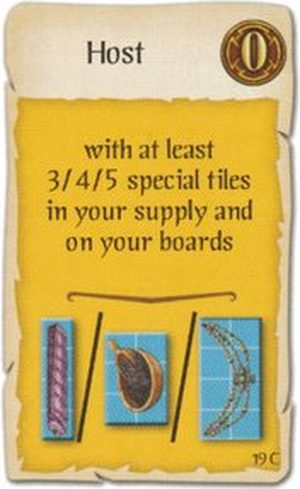 Host
0
with at least
3/4/5 special tiles
in your supply and
on your boards
/ /
19 C